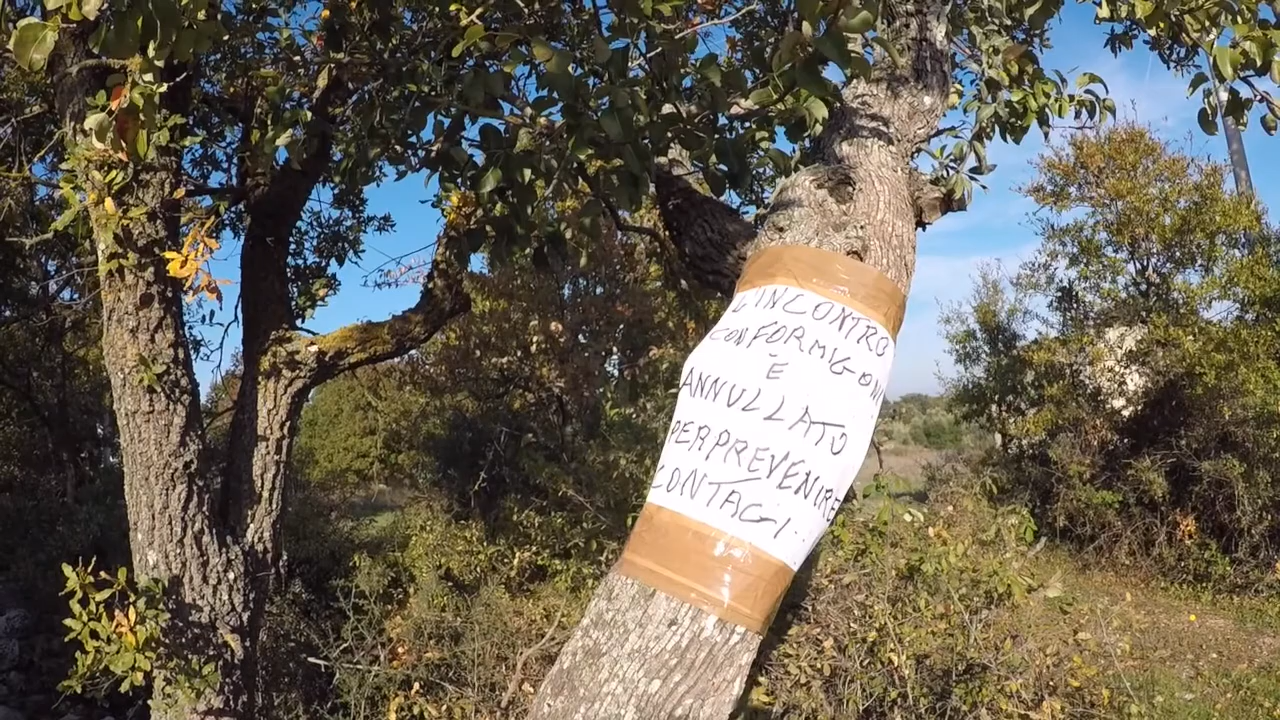 L'INCONTRO
CON FORMIGONI
È
ANNULLATO
PER PREVENIRE
CONTAGI.